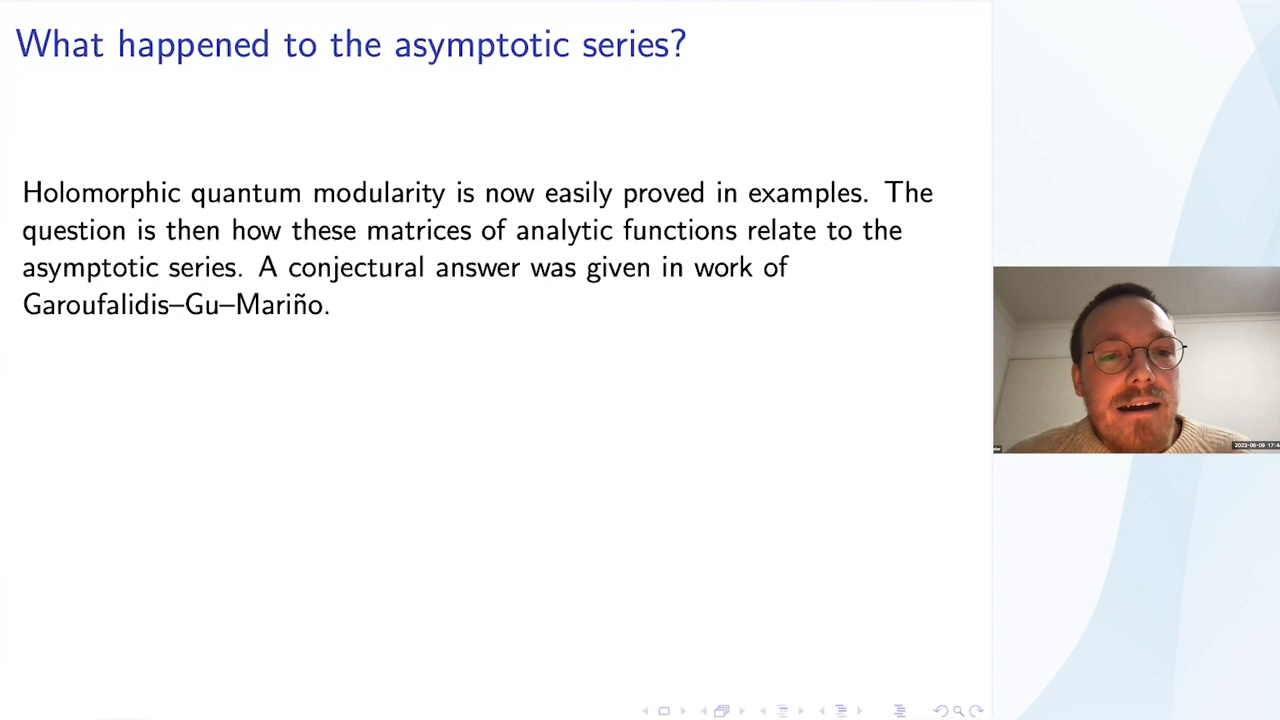 What happened to the asymptotic series?
Holomorphic quantum modularity is now easily proved in examples. The
question is then how these matrices of analytic functions relate to the
asymptotic series. A conjectural answer was given in work of
Garoufalidis–Gu–Mariño.